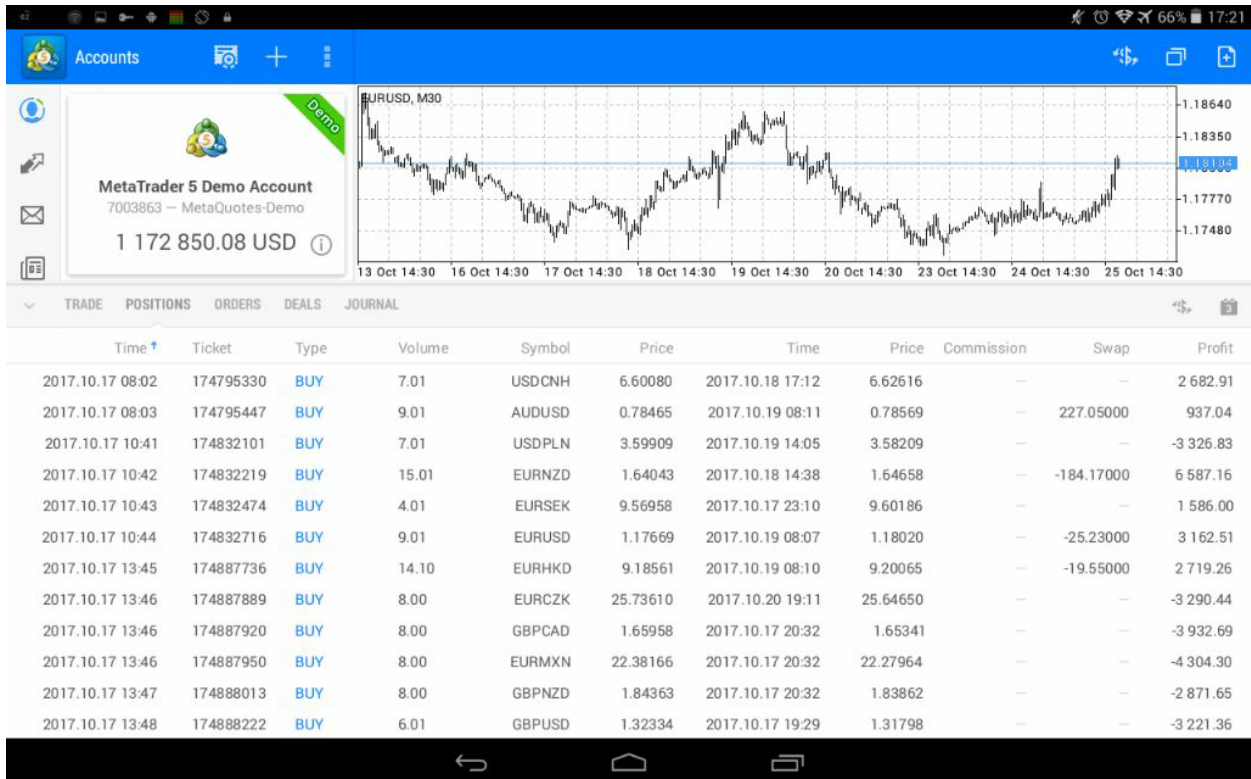 66% 17:21
Accounts
Demo
MetaTrader 5 Demo Account
7003863 — MetaQuotes-Demo
1 172 850.08 USD
EURUSD, M30
1.18640
1.18350
1.18104
1.17770
1.17480
13 Oct 14:30 16 Oct 14:30 17 Oct 14:30 18 Oct 14:30 19 Oct 14:30 20 Oct 14:30 23 Oct 14:30 24 Oct 14:30 25 Oct 14:30
TRADE POSITIONS ORDERS DEALS JOURNAL
Time Ticket Type Volume Symbol Price Time Price Commission Swap Profit
2017.10.17 08:02 174795330 BUY 7.01 USDCNH 6.60080 2017.10.18 17:12 6.62616 — — 2 682.91
2017.10.17 08:03 174795447 BUY 9.01 AUDUSD 0.78465 2017.10.19 08:11 0.78569 — 227.05000 937.04
2017.10.17 10:41 174832101 BUY 7.01 USDPLN 3.59909 2017.10.19 14:05 3.58209 — — -3 326.83
2017.10.17 10:42 174832219 BUY 15.01 EURNZD 1.64043 2017.10.18 14:38 1.64658 — -184.17000 6 587.16
2017.10.17 10:43 174832474 BUY 4.01 EURSEK 9.56958 2017.10.17 23:10 9.60186 — — 1 586.00
2017.10.17 10:44 174832716 BUY 9.01 EURUSD 1.17669 2017.10.19 08:07 1.18020 — -25.23000 3 162.51
2017.10.17 13:45 174887736 BUY 14.10 EURHKD 9.18561 2017.10.19 08:10 9.20065 — -19.55000 2 719.26
2017.10.17 13:46 174887889 BUY 8.00 EURCZK 25.73610 2017.10.20 19:11 25.64650 — — -3 290.44
2017.10.17 13:46 174887920 BUY 8.00 GBPCAD 1.65958 2017.10.17 20:32 1.65341 — — -3 932.69
2017.10.17 13:46 174887950 BUY 8.00 EURMXN 22.38166 2017.10.17 20:32 22.27964 — — -4 304.30
2017.10.17 13:47 174888013 BUY 8.00 GBPNZD 1.84363 2017.10.17 20:32 1.83862 — — -2 871.65
2017.10.17 13:48 174888222 BUY 6.01 GBPUSD 1.32334 2017.10.17 19:29 1.31798 — — -3 221.36